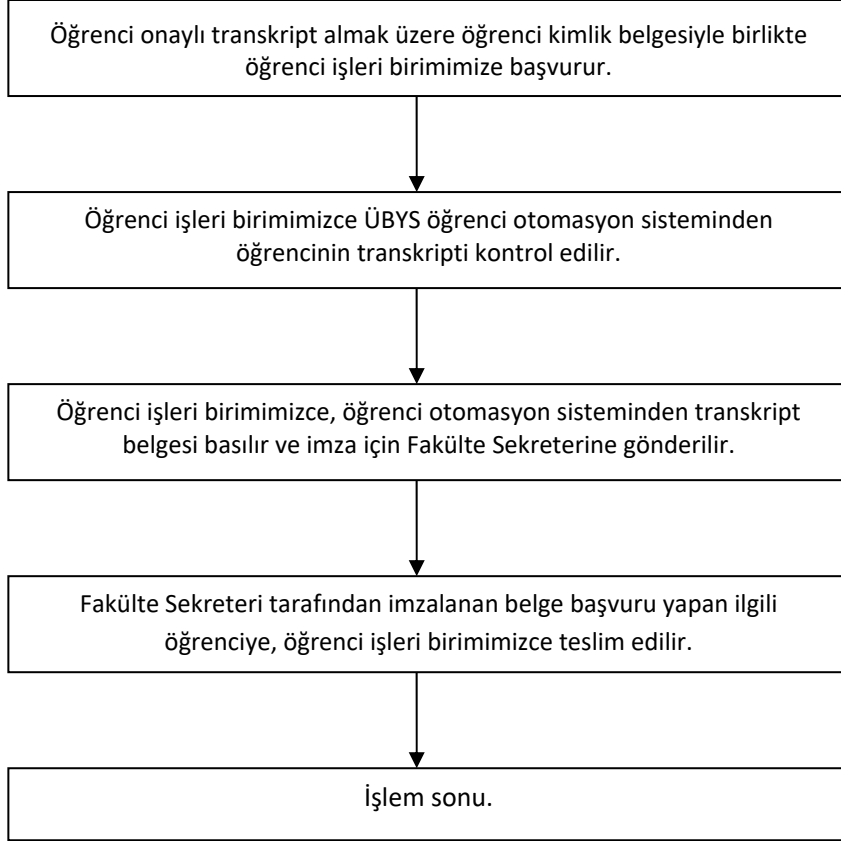 Öğrenci onaylı transkript almak üzere öğrenci kimlik belgesiyle birlikte
öğrenci işleri birimimize başvurur.
Öğrenci işleri birimimizce ÜBYS öğrenci otomasyon sisteminden
öğrencinin transkripti kontrol edilir.
Öğrenci işleri birimimizce, öğrenci otomasyon sisteminden transkript
belgesi basılır ve imza için Fakülte Sekreterine gönderilir.
Fakülte Sekreteri tarafından imzalanan belge başvuru yapan ilgili
öğrenciye, öğrenci işleri birimimizce teslim edilir.
İşlem sonu.